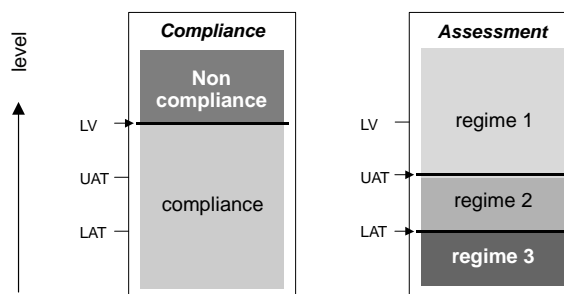 level
Compliance
Non
compliance
LV
UAT
compliance
LAT
Assessment
LV
regime 1
UAT
regime 2
LAT
regime 3